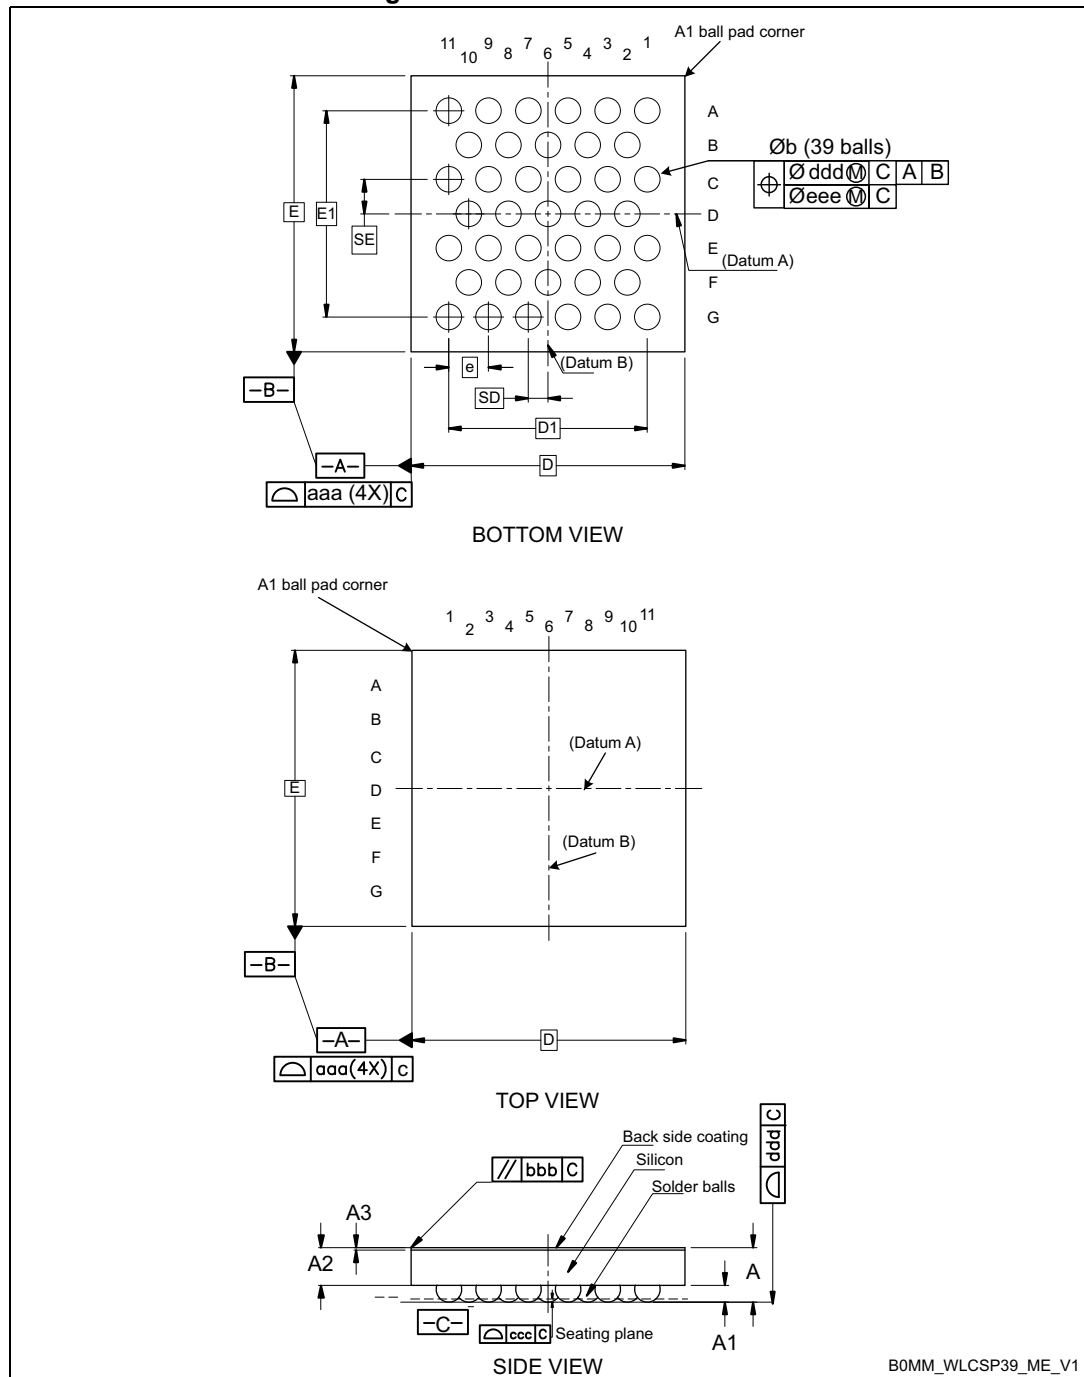 11 9 7 5 3 1
10 8 6 4 2
A1 ball pad corner
A
B
C
D
E
F
G
Øb (39 balls)
Ø ddd Ⓜ C A B
Øeee Ⓜ C
(Datum A)
E
E1
SE
(Datum B)
e
SD
D1
D
–B–
–A–
aaa (4X) C
BOTTOM VIEW
A1 ball pad corner
1 3 5 7 9 11
2 4 6 8 10
A
B
C
D
E
F
G
E
(Datum A)
(Datum B)
–B–
–A–
D
aaa(4X) C
TOP VIEW
Back side coating
Silicon
Solder balls
// bbb C
ddd C
A3
A2
A
A1
–C–
ccc C Seating plane
SIDE VIEW
B0MM_WLCSP39_ME_V1